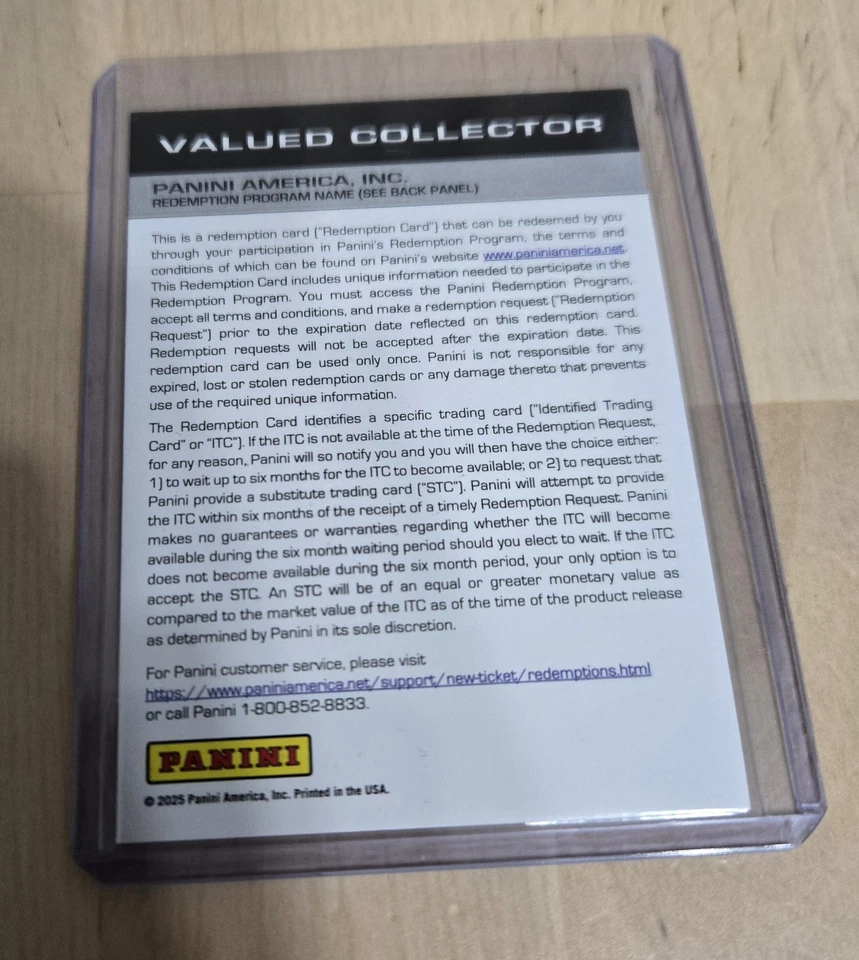 VALUED COLLECTOR
PANINI AMERICA, INC.
REDEMPTION PROGRAM NAME (SEE BACK PANEL)
This is a redemption card ("Redemption Card") that can be redeemed by you
through your participation in Panini's Redemption Program, the terms and
conditions of which can be found on Panini's website www.paniniamerica.net.
This Redemption Card includes unique information needed to participate in the
Redemption Program. You must access the Panini Redemption Program,
accept all terms and conditions, and make a redemption request ("Redemption
Request") prior to the expiration date reflected on this redemption card.
Redemption requests will not be accepted after the expiration date. This
redemption card can be used only once. Panini is not responsible for any
expired, lost or stolen redemption cards or any damage thereto that prevents
use of the required unique information.
The Redemption Card identifies a specific trading card ("Identified Trading
Card" or "ITC"). If the ITC is not available at the time of the Redemption Request,
for any reason, Panini will so notify you and you will then have the choice either:
1) to wait up to six months for the ITC to become available; or 2) to request that
Panini provide a substitute trading card ("STC"). Panini will attempt to provide
the ITC within six months of the receipt of a timely Redemption Request. Panini
makes no guarantees or warranties regarding whether the ITC will become
available during the six month waiting period should you elect to wait. If the ITC
does not become available during the six month period, your only option is to
accept the STC. An STC will be of an equal or greater monetary value as
compared to the market value of the ITC as of the time of the product release
as determined by Panini in its sole discretion.
For Panini customer service, please visit
https://www.paniniamerica.net/support/new-ticket/redemptions.html
or call Panini 1-800-852-8833.
PANINI
© 2025 Panini America, Inc. Printed in the USA.